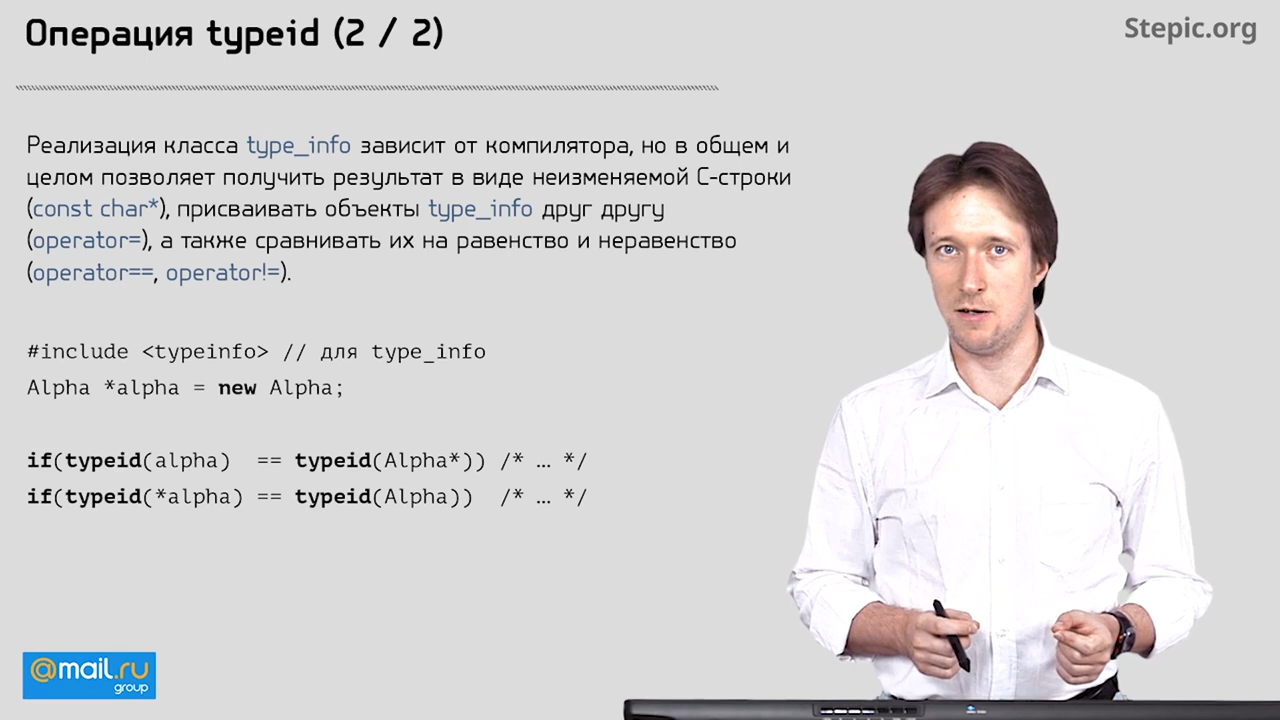 Операция typeid (2 / 2)
Stepic.org
Реализация класса type_info зависит от компилятора, но в общем и
целом позволяет получить результат в виде неизменяемой С-строки
(const char*), присваивать объекты type_info друг другу
(operator=), а также сравнивать их на равенство и неравенство
(operator==, operator!=).
#include <typeinfo> // для type_info
Alpha *alpha = new Alpha;
if(typeid(alpha)  == typeid(Alpha*)) /* … */
if(typeid(*alpha) == typeid(Alpha))  /* … */
@mail.ru
group